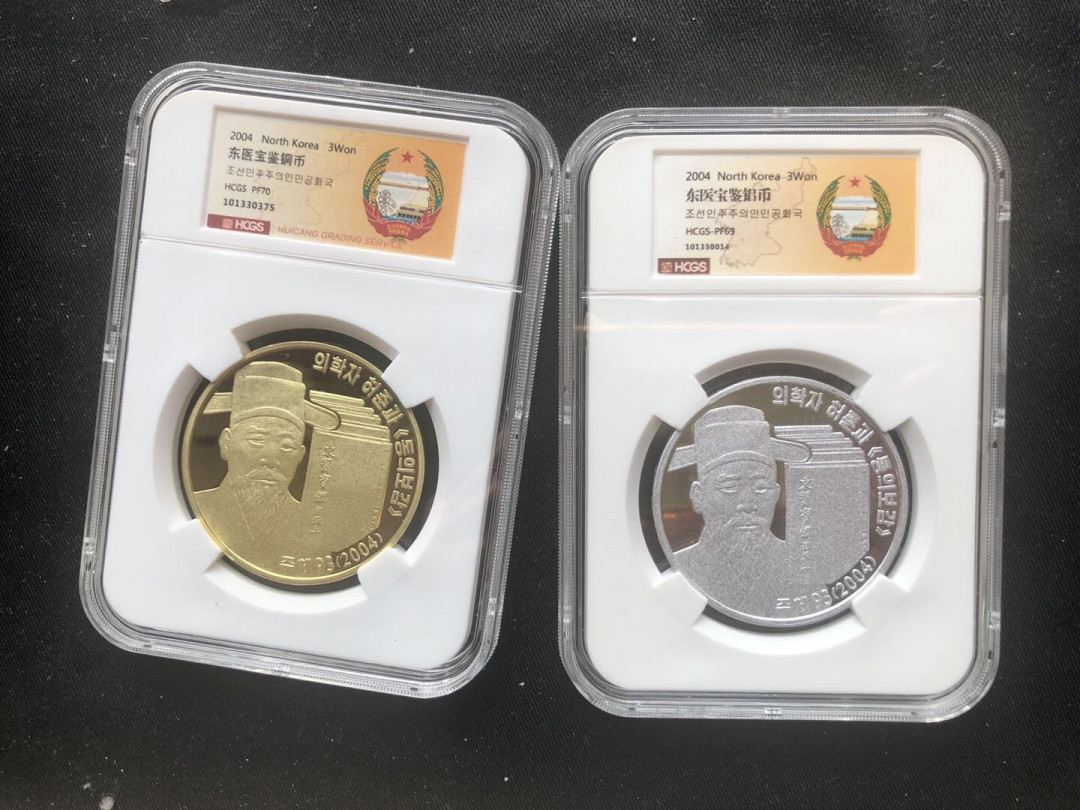 2004 North Korea 3Won
东医宝鉴銅币
조선민주주의인민공화국
HCGS PF70
101330375
HCGS
HUICANG GRADING SERVICE
의학자 허준과 《동의보감》
주체93(2004)
2004 North Korea 3Won
东医宝鉴鋁币
조선민주주의인민공화국
HCGS-PF69
101330014
HCGS
의학자 허준과 《동의보감》
주체93(2004)